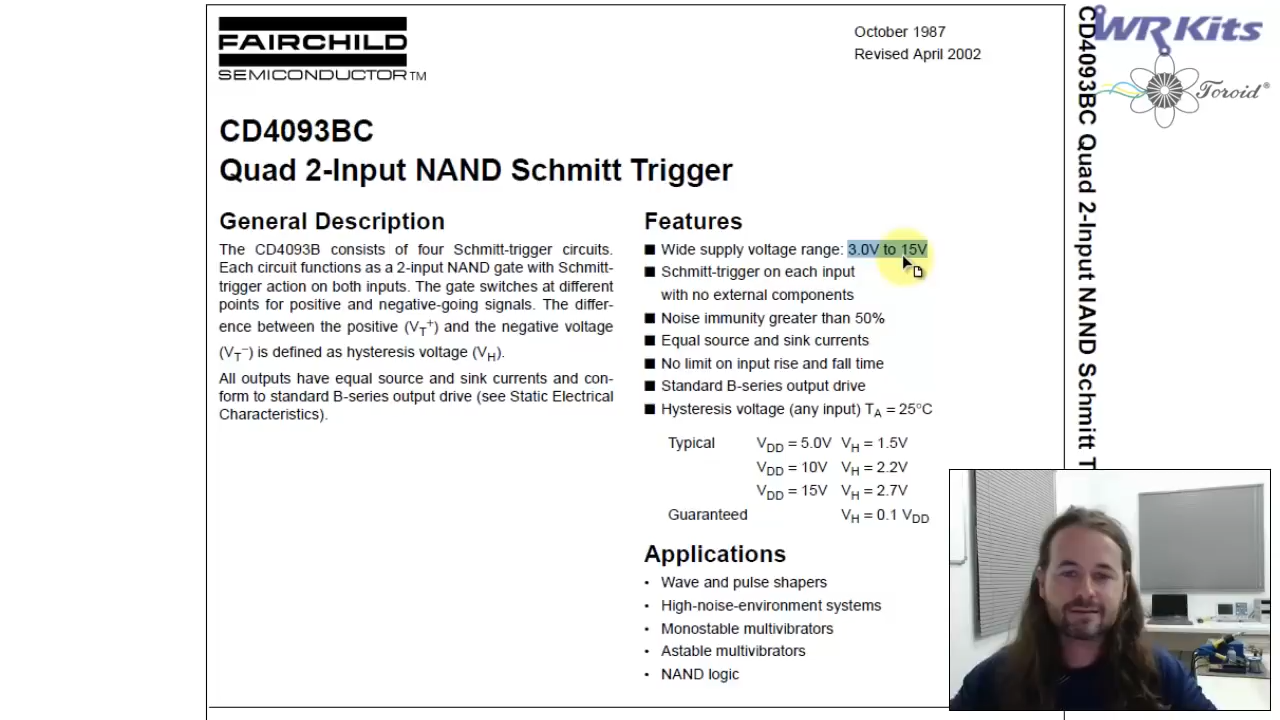 FAIRCHILD
SEMICONDUCTOR™
October 1987
Revised April 2002
CD4093BC
Quad 2-Input NAND Schmitt Trigger
General Description
The CD4093B consists of four Schmitt-trigger circuits.
Each circuit functions as a 2-input NAND gate with Schmitt-
trigger action on both inputs. The gate switches at different
points for positive and negative-going signals. The differ-
ence between the positive (VT+) and the negative voltage
(VT−) is defined as hysteresis voltage (VH).
All outputs have equal source and sink currents and con-
form to standard B-series output drive (see Static Electrical
Characteristics).
Features
■ Wide supply voltage range: 3.0V to 15V
■ Schmitt-trigger on each input
with no external components
■ Noise immunity greater than 50%
■ Equal source and sink currents
■ No limit on input rise and fall time
■ Standard B-series output drive
■ Hysteresis voltage (any input) TA = 25°C
Typical VDD = 5.0V VH = 1.5V
VDD = 10V VH = 2.2V
VDD = 15V VH = 2.7V
Guaranteed VH = 0.1 VDD
Applications
• Wave and pulse shapers
• High-noise-environment systems
• Monostable multivibrators
• Astable multivibrators
• NAND logic
CD4093BC Quad 2-Input NAND Schmitt T
WR Kits
Toroid®